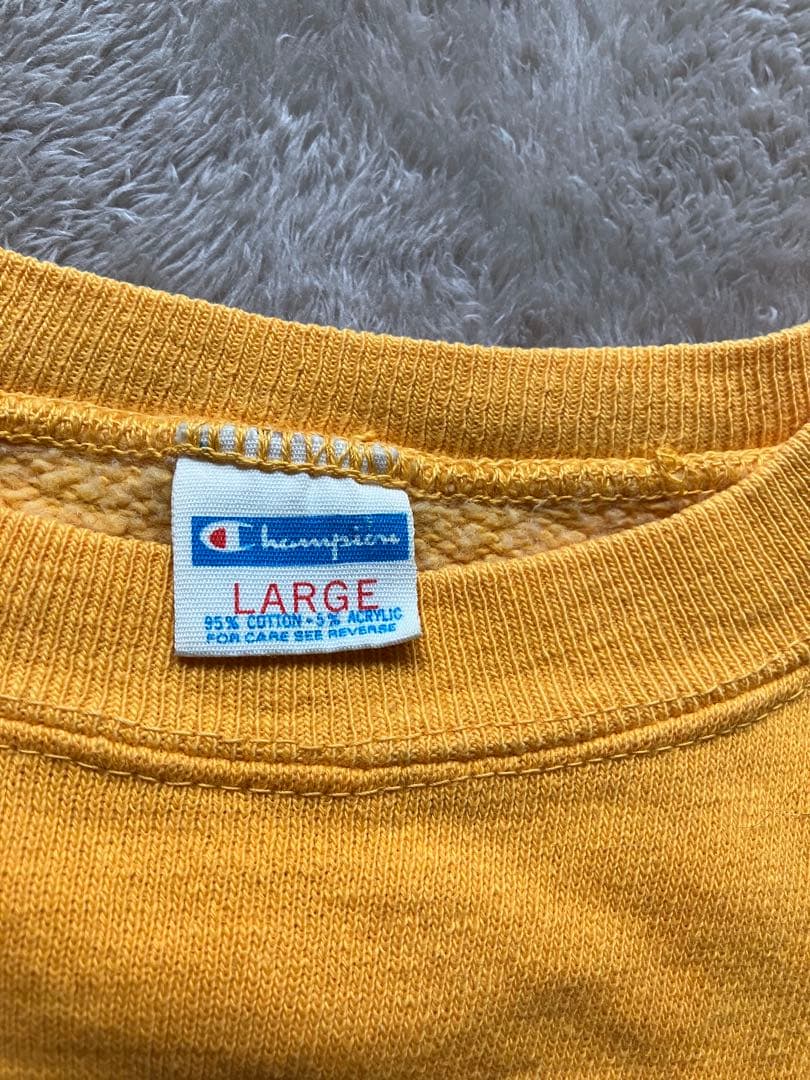 Champion
LARGE
95% COTTON • 5% ACRYLIC
FOR CARE SEE REVERSE